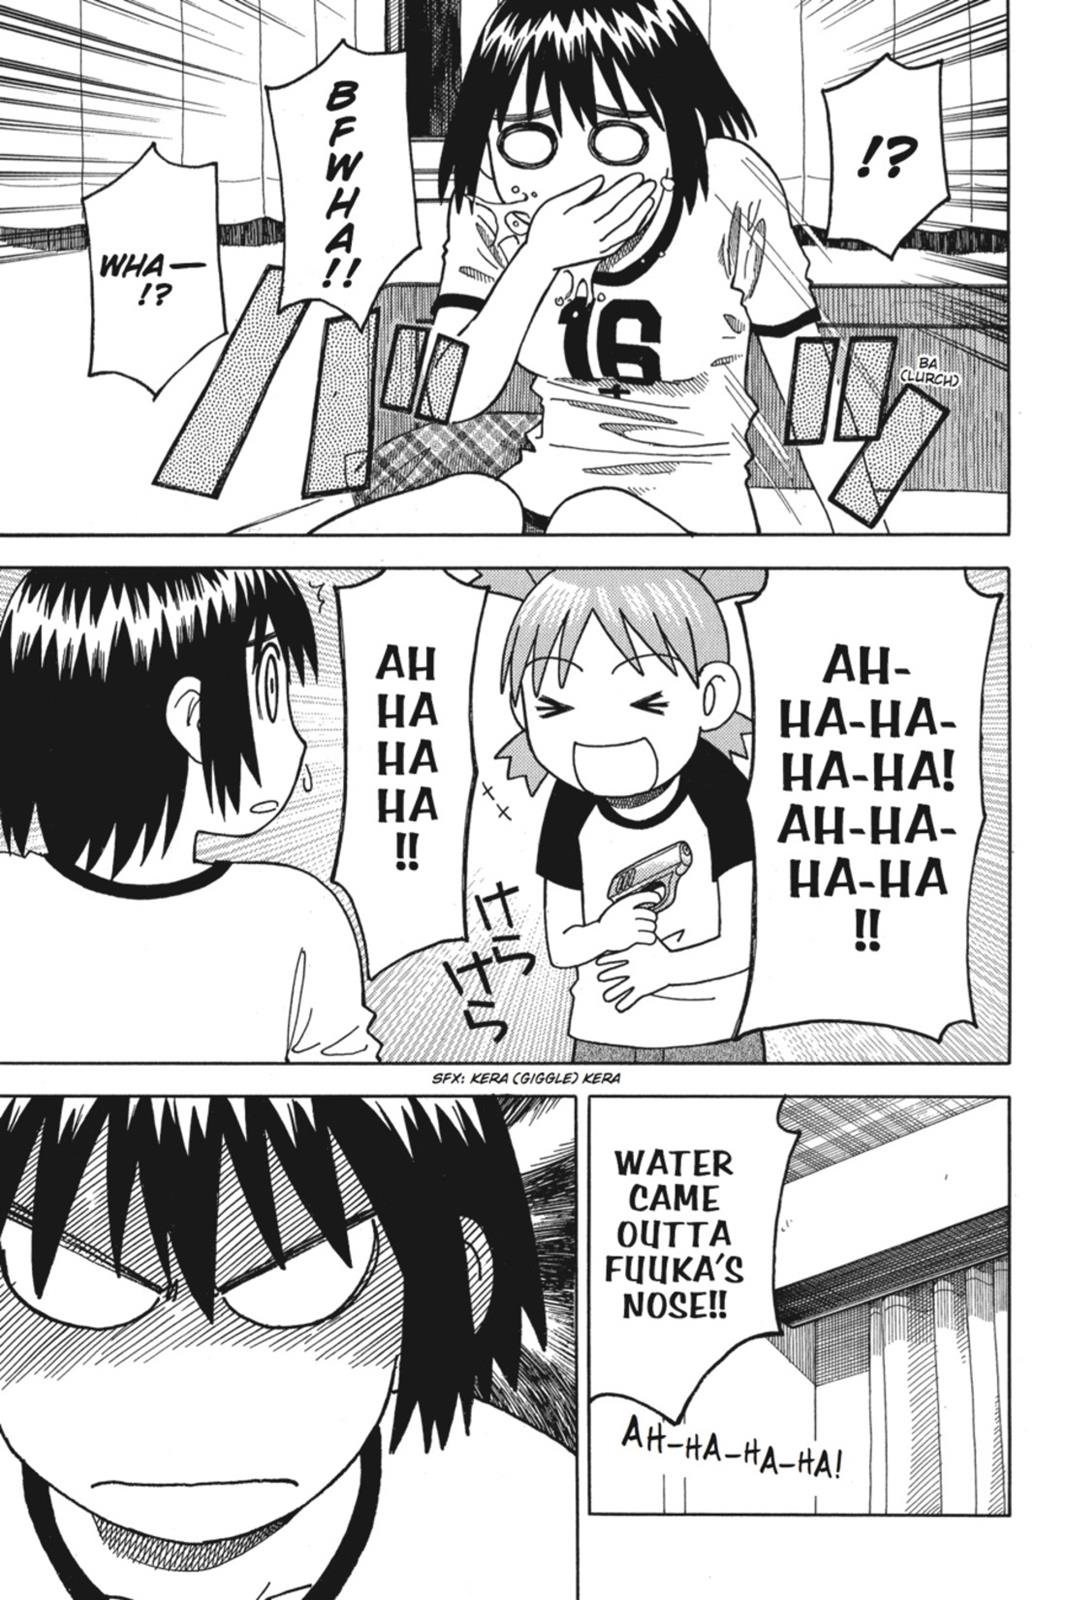 !?
BA
(LURCH)
B
F
W
H
A
!!
WHA—
!?
16
AH-
HA-HA-
HA-HA!
AH-HA-
HA-HA
!!
AH
HA
HA
HA
!!
けら
けら
SFX: KERA (GIGGLE) KERA
WATER
CAME
OUTTA
FUUKA'S
NOSE!!
AH-HA-HA-HA!